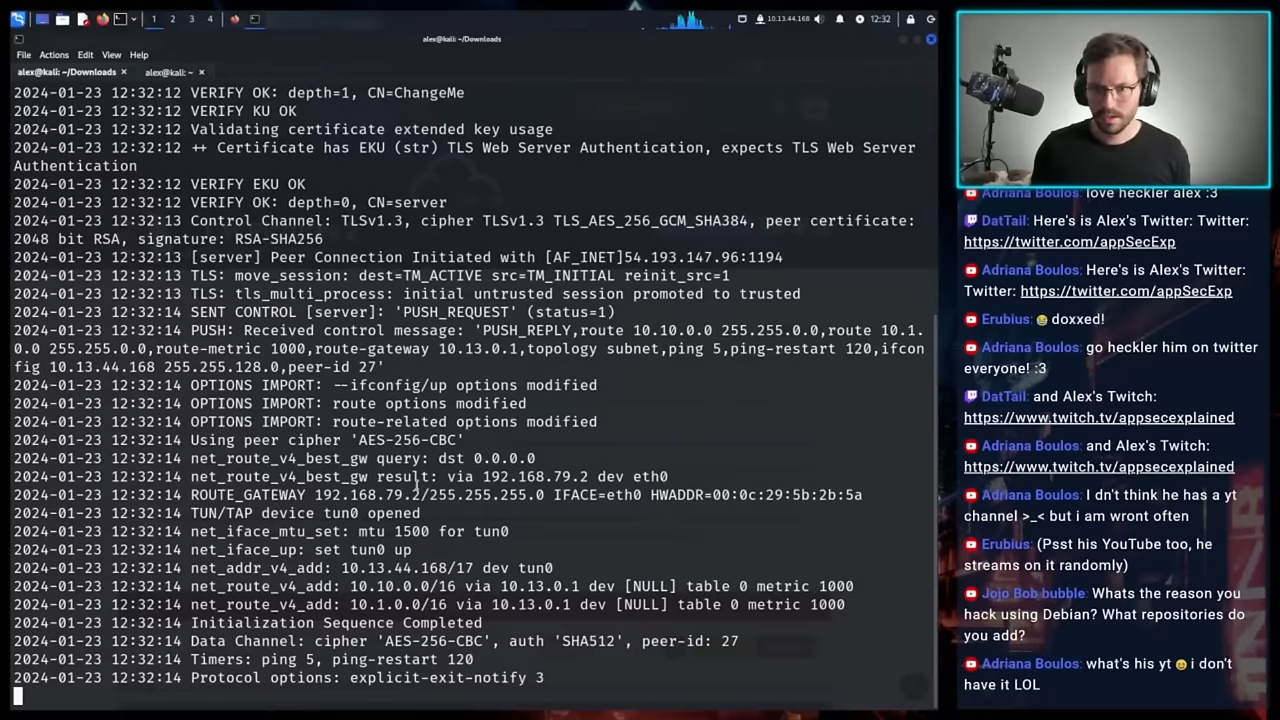 1 2 3 4
10.13.44.168
12:32
alex@kali: ~/Downloads
File Actions Edit View Help
alex@kali: ~/Downloads × alex@kali: ~ ×
2024-01-23 12:32:12 VERIFY OK: depth=1, CN=ChangeMe
2024-01-23 12:32:12 VERIFY KU OK
2024-01-23 12:32:12 Validating certificate extended key usage
2024-01-23 12:32:12 ++ Certificate has EKU (str) TLS Web Server Authentication, expects TLS Web Server
Authentication
2024-01-23 12:32:12 VERIFY EKU OK
2024-01-23 12:32:12 VERIFY OK: depth=0, CN=server
2024-01-23 12:32:13 Control Channel: TLSv1.3, cipher TLSv1.3 TLS_AES_256_GCM_SHA384, peer certificate:
2048 bit RSA, signature: RSA-SHA256
2024-01-23 12:32:13 [server] Peer Connection Initiated with [AF_INET]54.193.147.96:1194
2024-01-23 12:32:13 TLS: move_session: dest=TM_ACTIVE src=TM_INITIAL reinit_src=1
2024-01-23 12:32:13 TLS: tls_multi_process: initial untrusted session promoted to trusted
2024-01-23 12:32:14 SENT CONTROL [server]: 'PUSH_REQUEST' (status=1)
2024-01-23 12:32:14 PUSH: Received control message: 'PUSH_REPLY,route 10.10.0.0 255.255.0.0,route 10.1.
0.0 255.255.0.0,route-metric 1000,route-gateway 10.13.0.1,topology subnet,ping 5,ping-restart 120,ifcon
fig 10.13.44.168 255.255.128.0,peer-id 27'
2024-01-23 12:32:14 OPTIONS IMPORT: --ifconfig/up options modified
2024-01-23 12:32:14 OPTIONS IMPORT: route options modified
2024-01-23 12:32:14 OPTIONS IMPORT: route-related options modified
2024-01-23 12:32:14 Using peer cipher 'AES-256-CBC'
2024-01-23 12:32:14 net_route_v4_best_gw query: dst 0.0.0.0
2024-01-23 12:32:14 net_route_v4_best_gw result: via 192.168.79.2 dev eth0
2024-01-23 12:32:14 ROUTE_GATEWAY 192.168.79.2/255.255.255.0 IFACE=eth0 HWADDR=00:0c:29:5b:2b:5a
2024-01-23 12:32:14 TUN/TAP device tun0 opened
2024-01-23 12:32:14 net_iface_mtu_set: mtu 1500 for tun0
2024-01-23 12:32:14 net_iface_up: set tun0 up
2024-01-23 12:32:14 net_addr_v4_add: 10.13.44.168/17 dev tun0
2024-01-23 12:32:14 net_route_v4_add: 10.10.0.0/16 via 10.13.0.1 dev [NULL] table 0 metric 1000
2024-01-23 12:32:14 net_route_v4_add: 10.1.0.0/16 via 10.13.0.1 dev [NULL] table 0 metric 1000
2024-01-23 12:32:14 Initialization Sequence Completed
2024-01-23 12:32:14 Data Channel: cipher 'AES-256-CBC', auth 'SHA512', peer-id: 27
2024-01-23 12:32:14 Timers: ping 5, ping-restart 120
2024-01-23 12:32:14 Protocol options: explicit-exit-notify 3
Adriana Boulos: love heckler alex :3
DatTail: Here's is Alex's Twitter: Twitter:
https://twitter.com/appSecExp
Adriana Boulos: Here's is Alex's Twitter:
Twitter: https://twitter.com/appSecExp
Erubius: 😂 doxxed!
Adriana Boulos: go heckler him on twitter
everyone! :3
DatTail: and Alex's Twitch:
https://www.twitch.tv/appsecexplained
Adriana Boulos: and Alex's Twitch:
https://www.twitch.tv/appsecexplained
Adriana Boulos: I dn't think he has a yt
channel >_< but i am wront often
Erubius: (Psst his YouTube too, he
streams on it randomly)
Jojo Bob bubble: Whats the reason you
hack using Debian? What repositories do
you add?
Adriana Boulos: what's his yt 😀 i don't
have it LOL